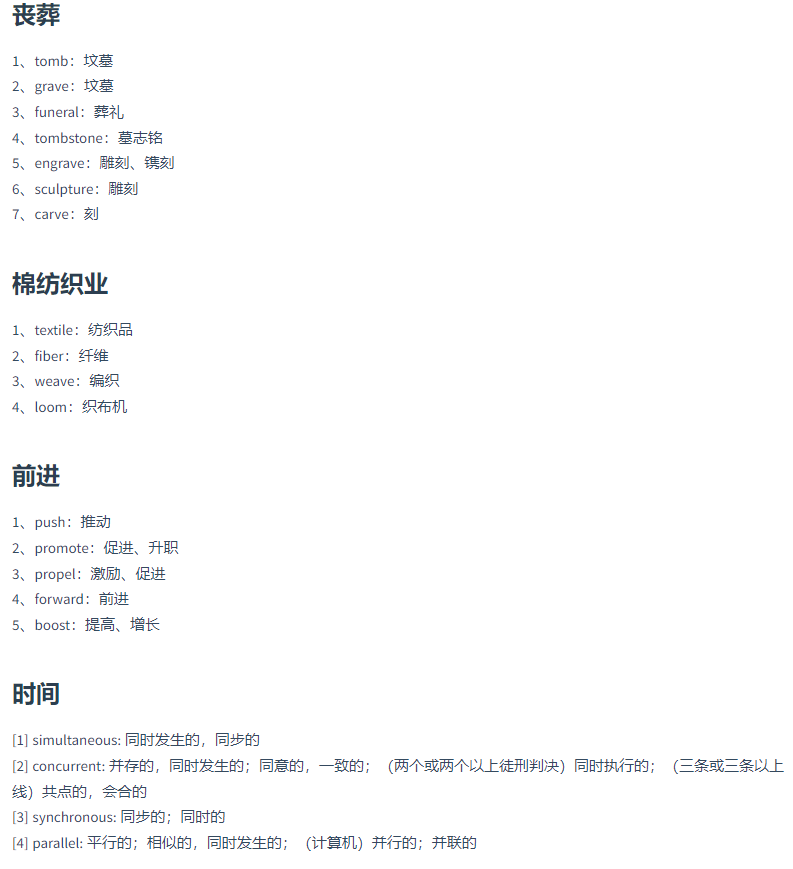 丧葬
1、tomb：坟墓
2、grave：坟墓
3、funeral：葬礼
4、tombstone：墓志铭
5、engrave：雕刻、镌刻
6、sculpture：雕刻
7、carve：刻
棉纺织业
1、textile：纺织品
2、fiber：纤维
3、weave：编织
4、loom：织布机
前进
1、push：推动
2、promote：促进、升职
3、propel：激励、促进
4、forward：前进
5、boost：提高、增长
时间
[1] simultaneous: 同时发生的，同步的
[2] concurrent: 并存的，同时发生的；同意的，一致的；（两个或两个以上徒刑判决）同时执行的；（三条或三条以上
线）共点的，会合的
[3] synchronous: 同步的；同时的
[4] parallel: 平行的；相似的，同时发生的；（计算机）并行的；并联的